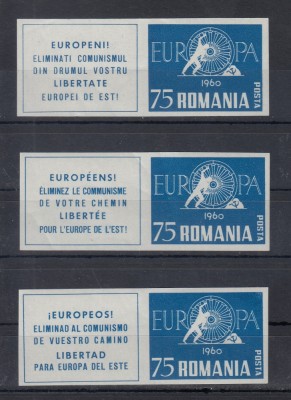 EUROPENI!
ELIMINATI COMUNISMUL
DIN DRUMUL VOSTRU
LIBERTATE
EUROPEI DE EST!
EUROPA
1960
75 ROMANIA
POSTA
EUROPÉENS!
ÉLIMINEZ LE COMMUNISME
DE VOTRE CHEMIN
LIBERTÉE
POUR L'EUROPE DE L'EST!
EUROPA
1960
75 ROMANIA
POSTA
¡EUROPEOS!
ELIMINAD AL COMUNISMO
DE VUESTRO CAMINO
LIBERTAD
PARA EUROPA DEL ESTE
EUROPA
1960
75 ROMANIA
POSTA